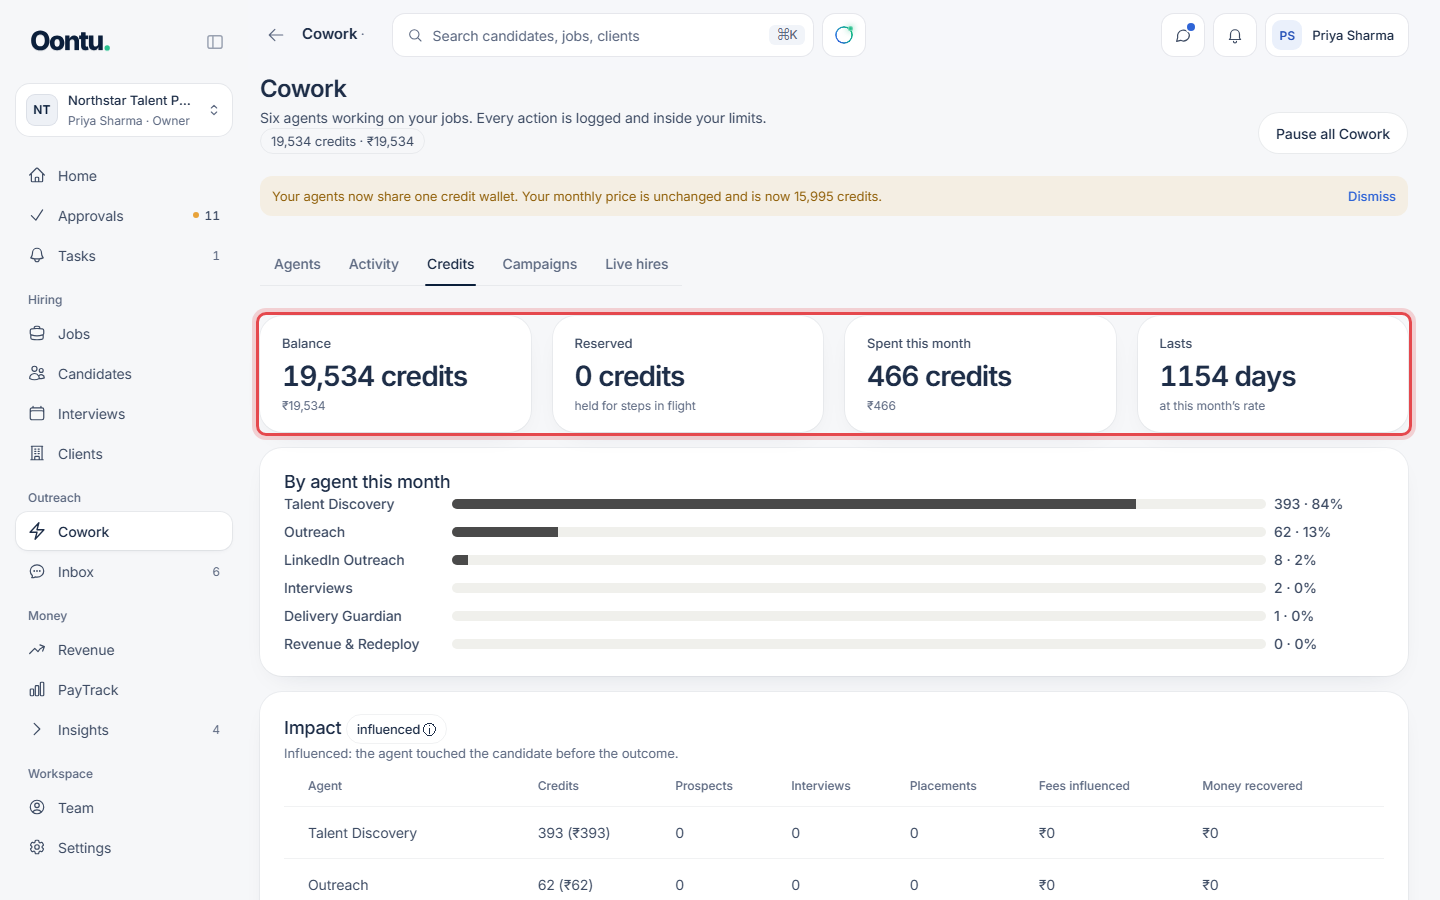 Oontu.
NT
Northstar Talent P...
Priya Sharma · Owner
Home
Approvals 11
Tasks 1
Hiring
Jobs
Candidates
Interviews
Clients
Outreach
Cowork
Inbox 6
Money
Revenue
PayTrack
Insights 4
Workspace
Team
Settings
Cowork ·
Search candidates, jobs, clients ⌘K
PS Priya Sharma
Cowork
Six agents working on your jobs. Every action is logged and inside your limits.
19,534 credits · ₹19,534
Pause all Cowork
Your agents now share one credit wallet. Your monthly price is unchanged and is now 15,995 credits. Dismiss
Agents Activity Credits Campaigns Live hires
Balance
19,534 credits
₹19,534
Reserved
0 credits
held for steps in flight
Spent this month
466 credits
₹466
Lasts
1154 days
at this month's rate
By agent this month
Talent Discovery 393 · 84%
Outreach 62 · 13%
LinkedIn Outreach 8 · 2%
Interviews 2 · 0%
Delivery Guardian 1 · 0%
Revenue & Redeploy 0 · 0%
Impact influenced
Influenced: the agent touched the candidate before the outcome.
Agent Credits Prospects Interviews Placements Fees influenced Money recovered
Talent Discovery 393 (₹393) 0 0 0 ₹0 ₹0
Outreach 62 (₹62) 0 0 0 ₹0 ₹0